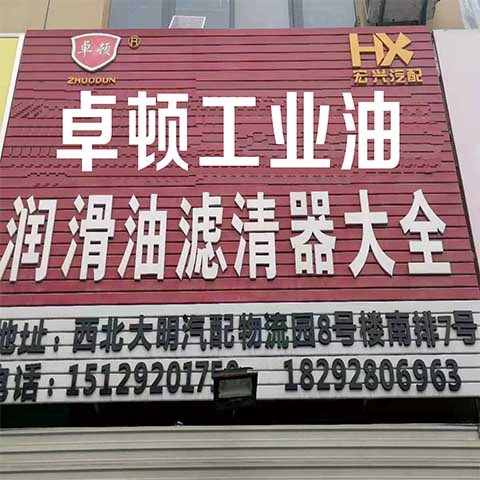 卓顿 ® HX
ZHUODUN 宏兴汽配
卓顿工业油
润滑油滤清器大全
地址：西北大明汽配物流园8号楼南排7号
电话：15129201758 18292806963